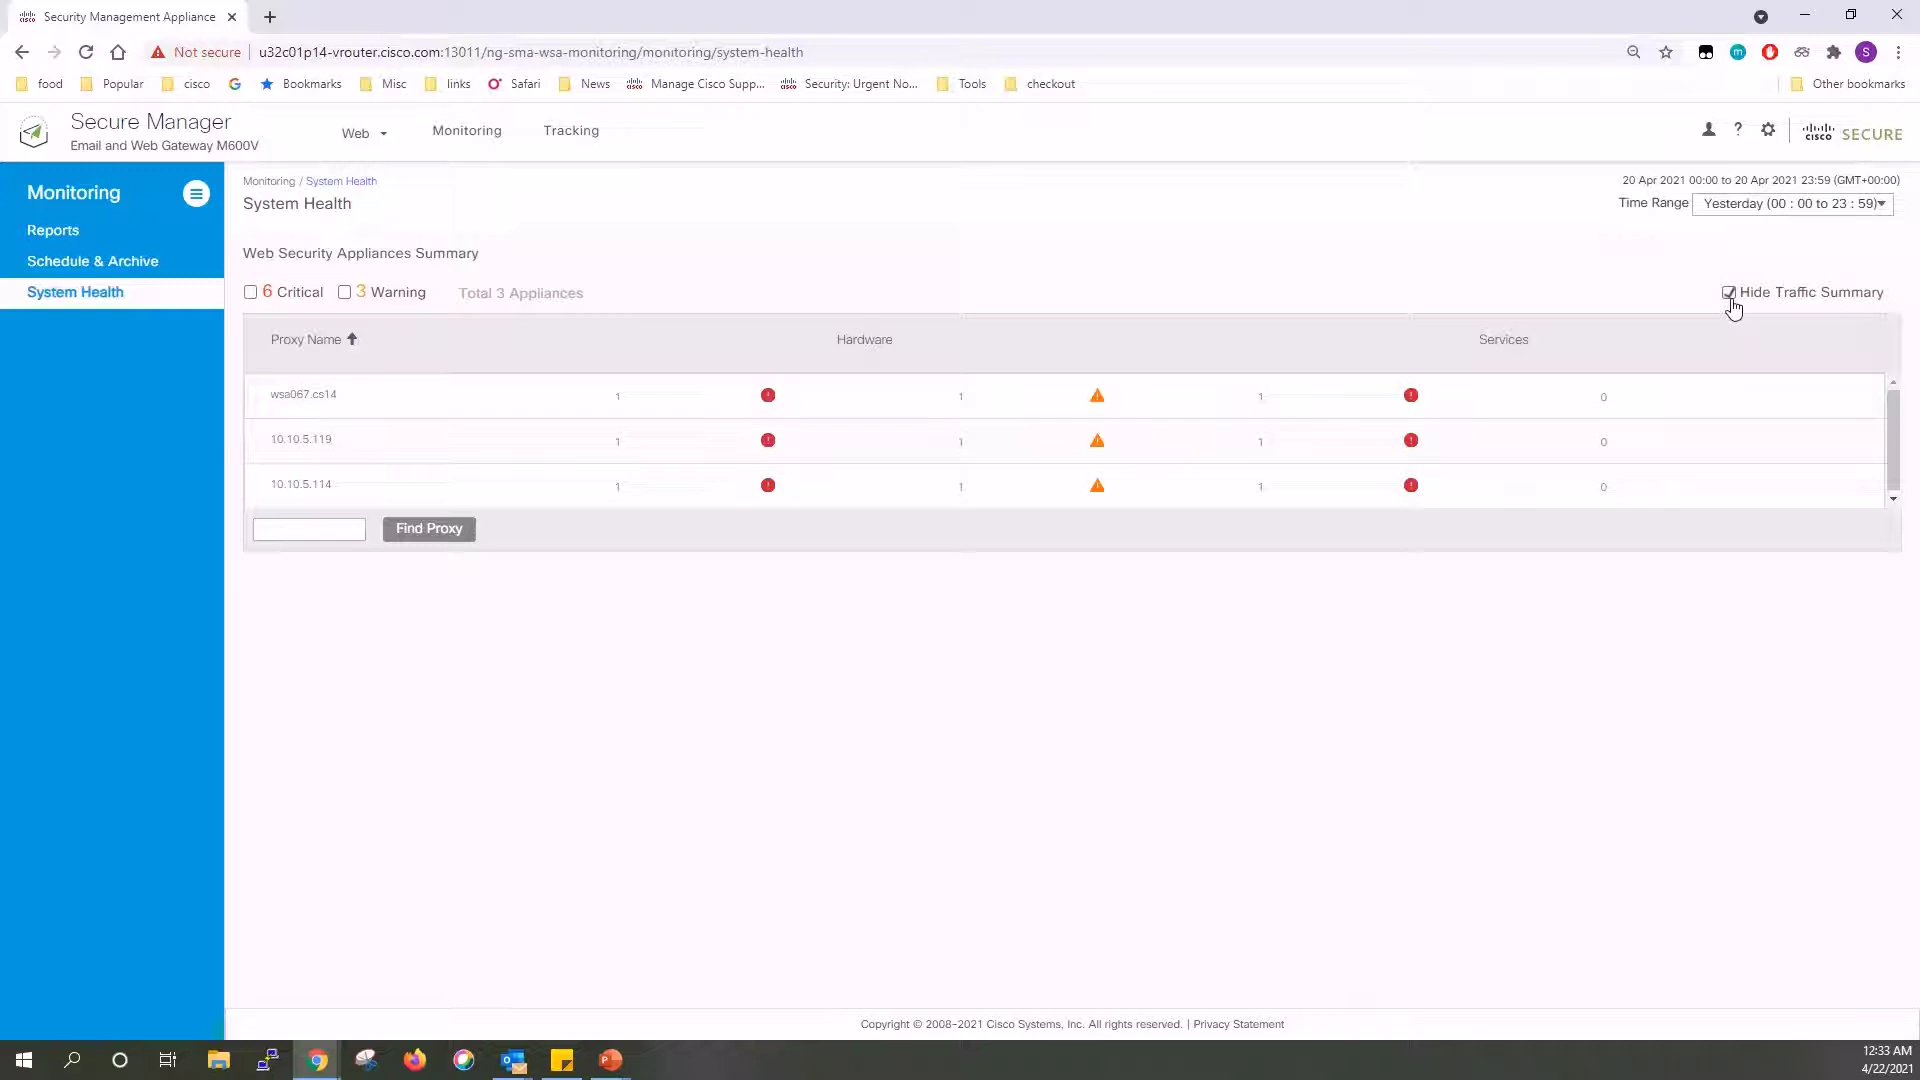 Security Management Appliance
Not secure
u32c01p14-vrouter.cisco.com:13011/ng-sma-wsa-monitoring/monitoring/system-health
food
Popular
cisco
Bookmarks
Misc
links
Safari
News
Manage Cisco Supp...
Security: Urgent No...
Tools
checkout
Other bookmarks
Secure Manager
Email and Web Gateway M600V
Web
Monitoring
Tracking
cisco SECURE
Monitoring
Reports
Schedule & Archive
System Health
Monitoring / System Health
System Health
20 Apr 2021 00:00 to 20 Apr 2021 23:59 (GMT+00:00)
Time Range
Yesterday (00 : 00 to 23 : 59)
Web Security Appliances Summary
6 Critical
3 Warning
Total 3 Appliances
Hide Traffic Summary
Proxy Name
Hardware
Services
wsa067.cs14 1 1 1 0
10.10.5.119 1 1 1 0
10.10.5.114 1 1 1 0
Find Proxy
Copyright © 2008-2021 Cisco Systems, Inc. All rights reserved. | Privacy Statement
12:33 AM
4/22/2021